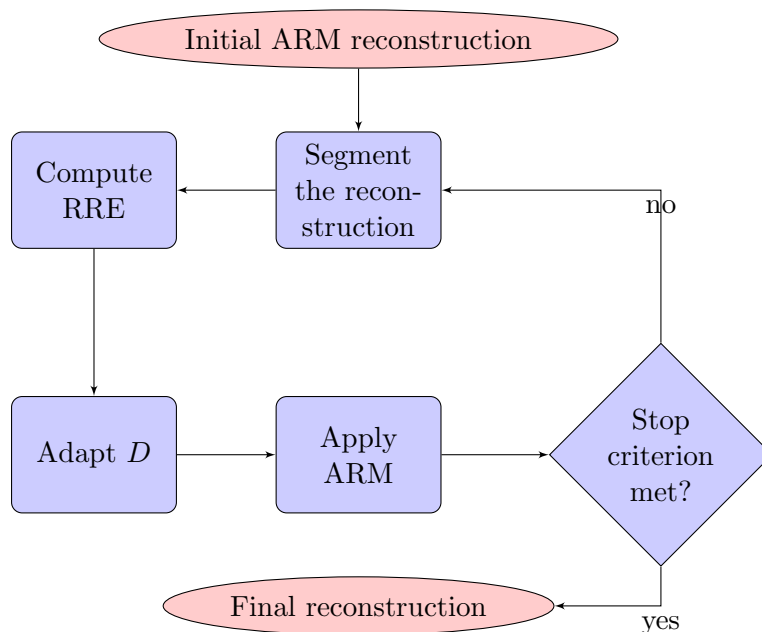 Initial ARM reconstruction
Compute
RRE
Segment
the recon-
struction
no
Adapt D
Apply
ARM
Stop
criterion
met?
Final reconstruction
yes